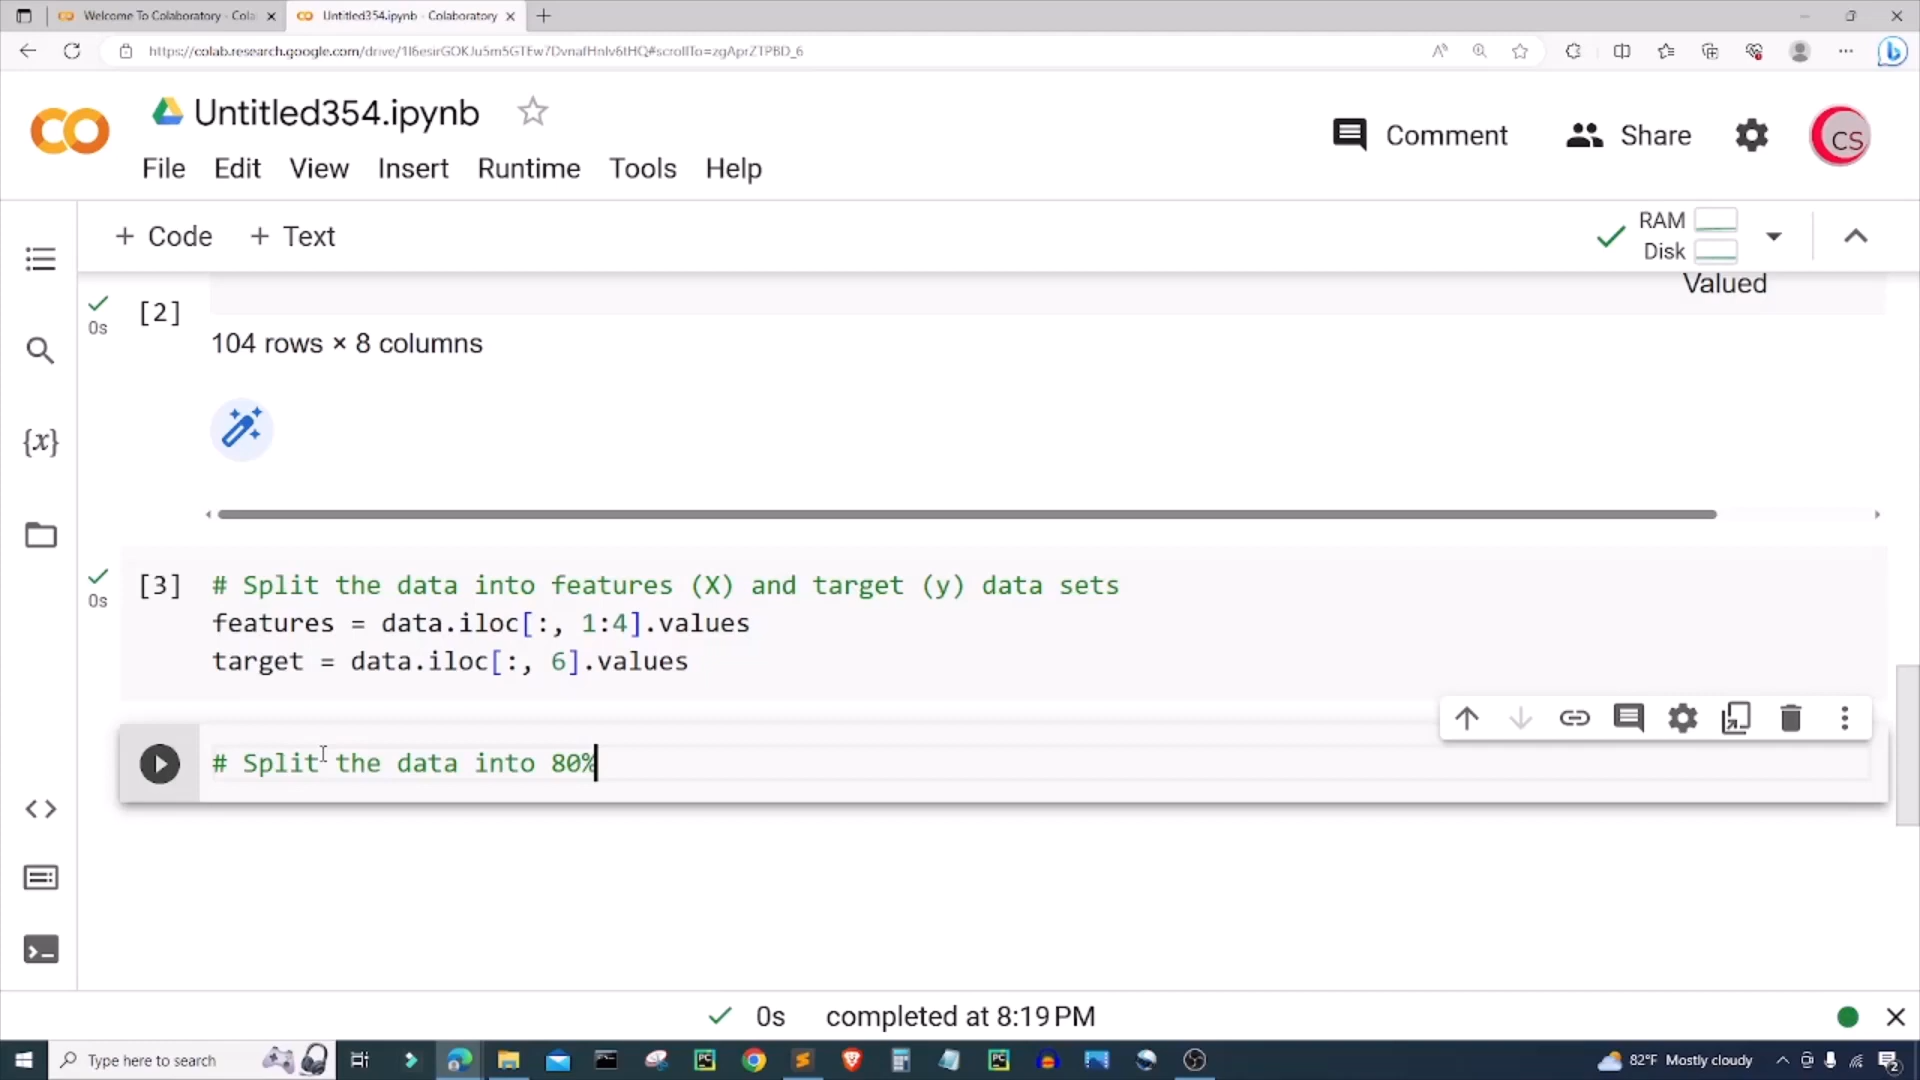 Welcome To Colaboratory - Cola
Untitled354.ipynb - Colaboratory
Untitled354.ipynb
File Edit View Insert Runtime Tools Help
Comment
Share
CS
+ Code + Text
RAM
Disk
Valued
0s
[2]
104 rows × 8 columns
{x}
0s
[3]
# Split the data into features (X) and target (y) data sets
features = data.iloc[:, 1:4].values
target = data.iloc[:, 6].values
# Split the data into 80%
0s completed at 8:19 PM
Type here to search
82°F Mostly cloudy